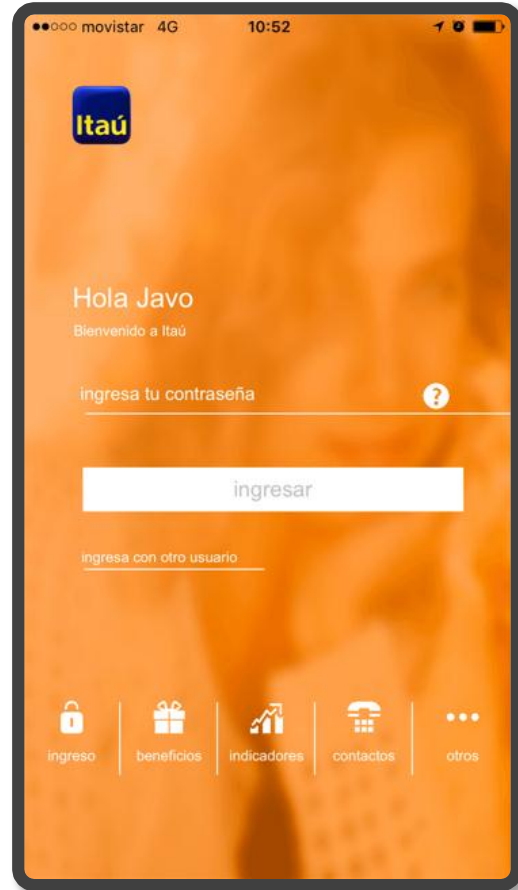 movistar 4G 10:52
Itaú
Hola Javo
Bienvenido a Itaú
ingresa tu contraseña ?
ingresar
ingresa con otro usuario
ingreso beneficios indicadores contactos otros